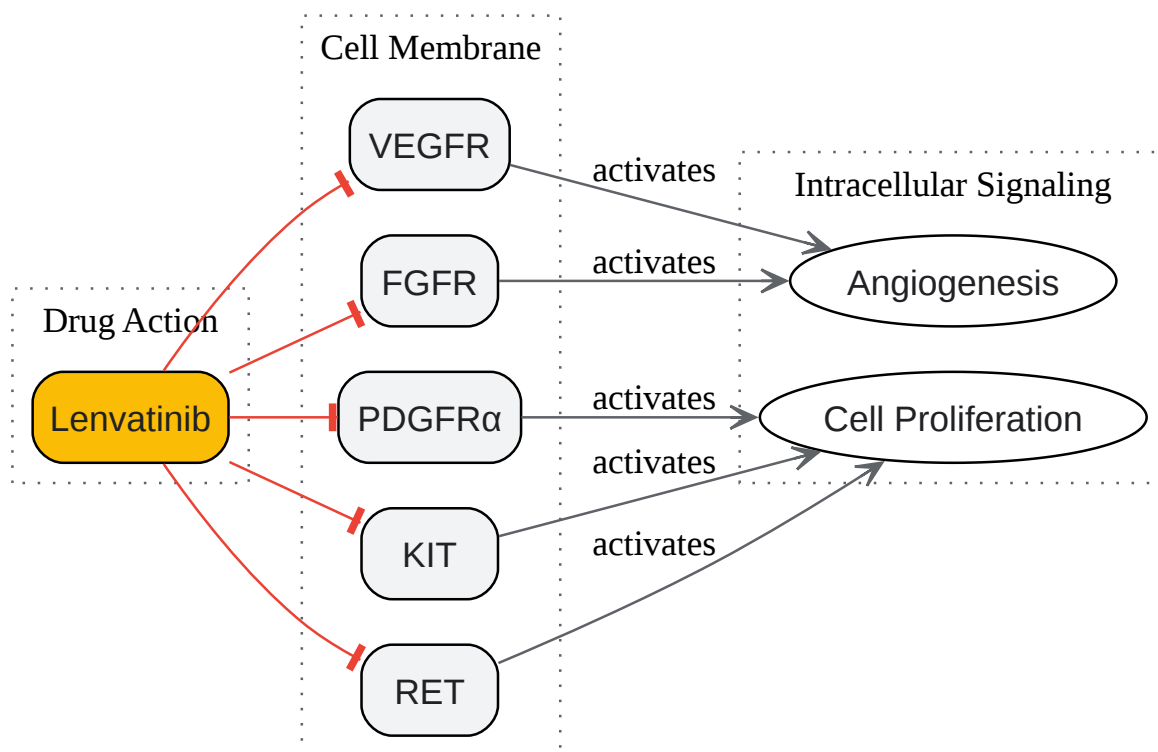 Cell Membrane
VEGFR
activates
Intracellular Signaling
FGFR
activates
Angiogenesis
Drug Action
Lenvatinib
PDGFRα
activates
Cell Proliferation
activates
KIT
activates
RET